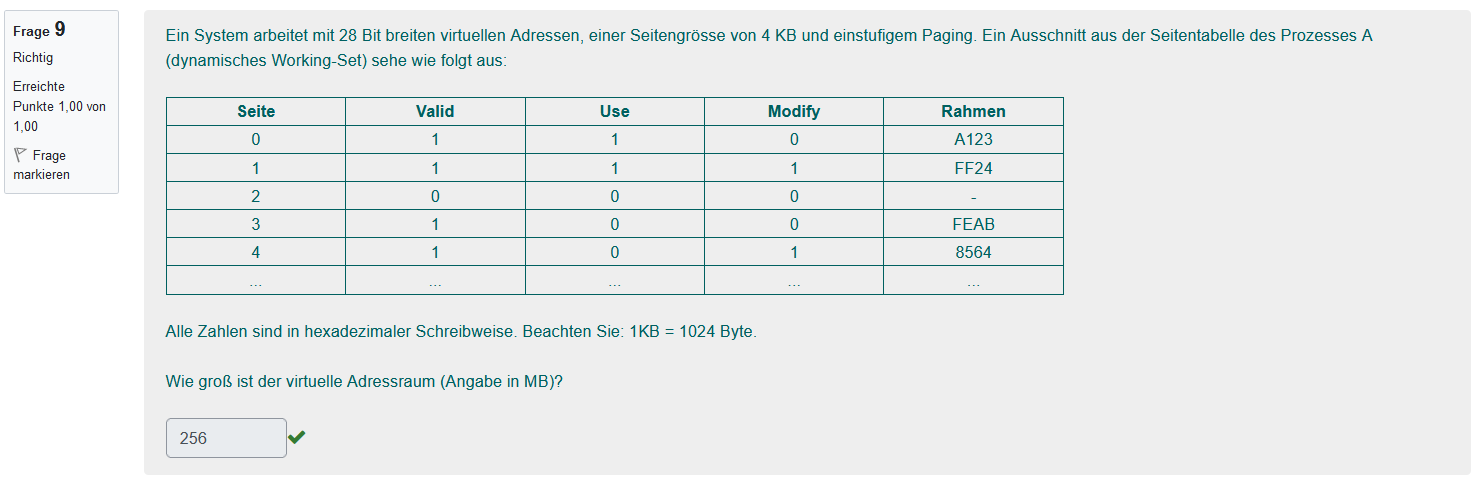 Frage 9
Richtig
Erreichte
Punkte 1,00 von
1,00
Frage
markieren
Ein System arbeitet mit 28 Bit breiten virtuellen Adressen, einer Seitengrösse von 4 KB und einstufigem Paging. Ein Ausschnitt aus der Seitentabelle des Prozesses A
(dynamisches Working-Set) sehe wie folgt aus:
Seite Valid Use Modify Rahmen
0 1 1 0 A123
1 1 1 1 FF24
2 0 0 0 -
3 1 0 0 FEAB
4 1 0 1 8564
... ... ... ... ...
Alle Zahlen sind in hexadezimaler Schreibweise. Beachten Sie: 1KB = 1024 Byte.
Wie groß ist der virtuelle Adressraum (Angabe in MB)?
256